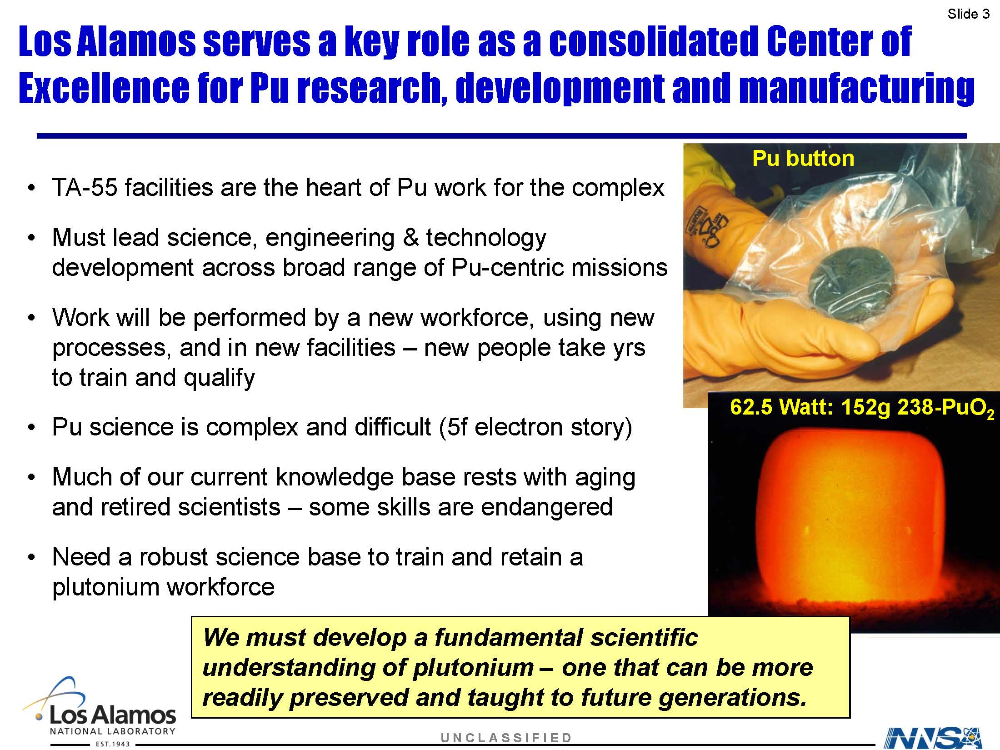 Slide 3
Los Alamos serves a key role as a consolidated Center of
Excellence for Pu research, development and manufacturing
• TA-55 facilities are the heart of Pu work for the complex
• Must lead science, engineering & technology
development across broad range of Pu-centric missions
• Work will be performed by a new workforce, using new
processes, and in new facilities – new people take yrs
to train and qualify
• Pu science is complex and difficult (5f electron story)
• Much of our current knowledge base rests with aging
and retired scientists – some skills are endangered
• Need a robust science base to train and retain a
plutonium workforce
Pu button
62.5 Watt: 152g 238-PuO₂
We must develop a fundamental scientific
understanding of plutonium – one that can be more
readily preserved and taught to future generations.
Los Alamos
NATIONAL LABORATORY
EST.1943
UNCLASSIFIED
NNSA